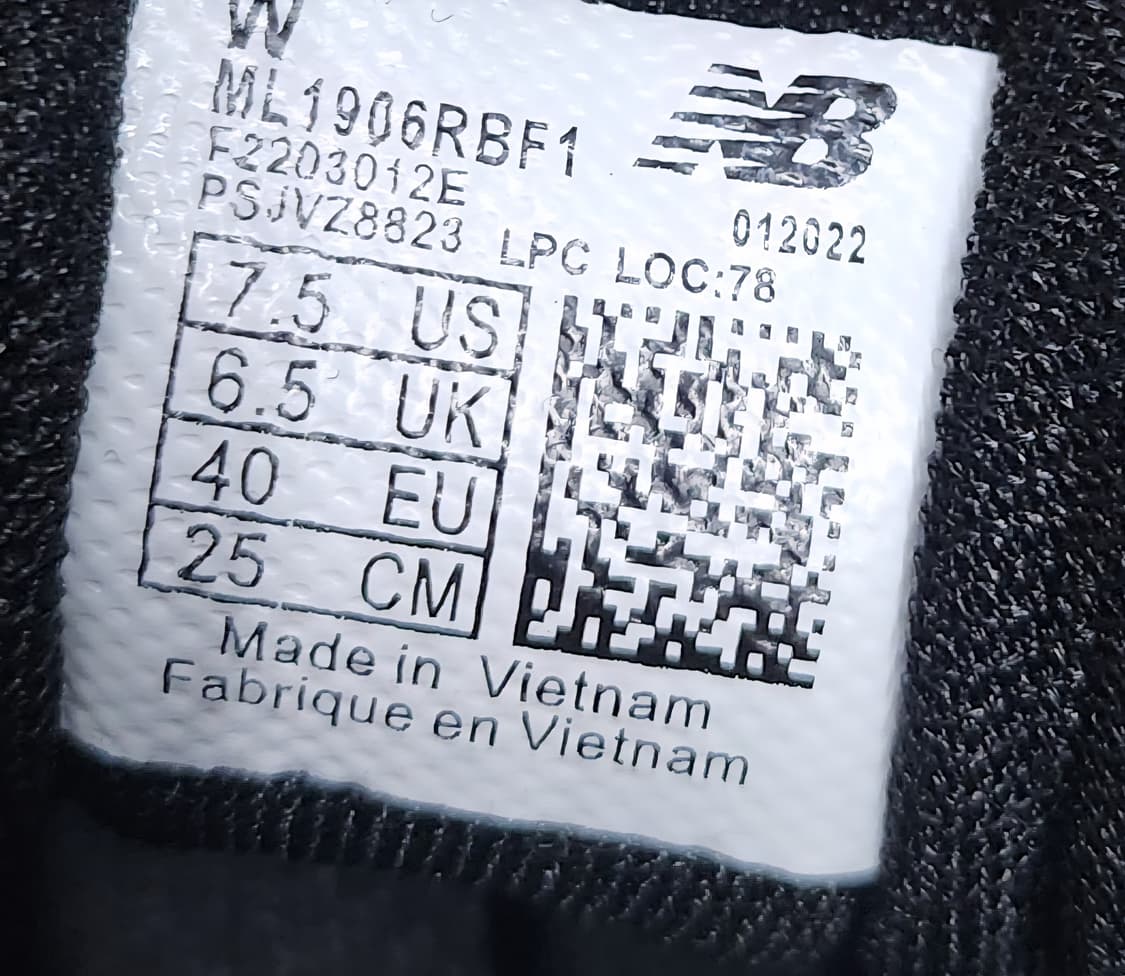 W
ML1906RBF1
F2203012E
PSJVZ8823 LPC LOC:78
NB
012022
7.5 US
6.5 UK
40 EU
25 CM
Made in Vietnam
Fabrique en Vietnam